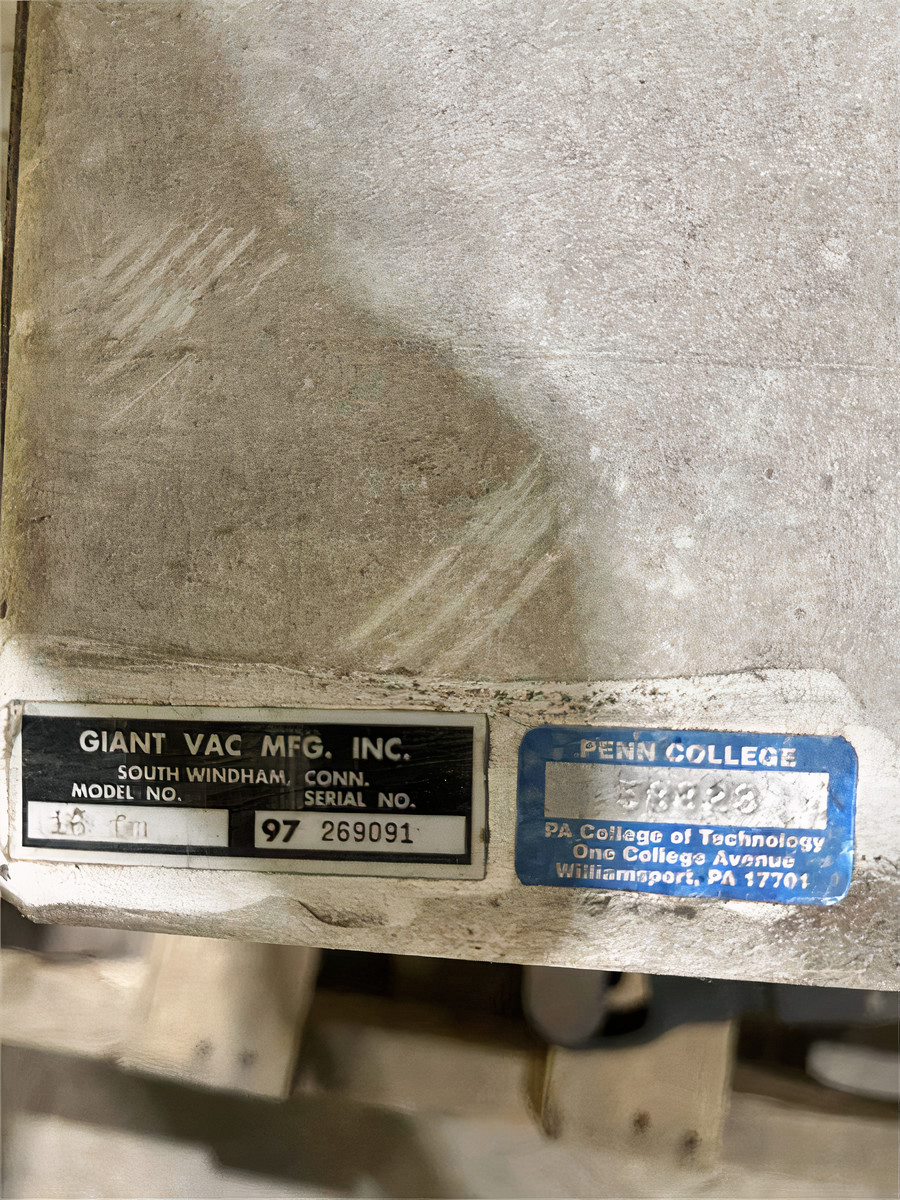 GIANT VAC MFG. INC.
SOUTH WINDHAM, CONN.
MODEL NO.
SERIAL NO.
97 269091
PENN COLLEGE
PA College of Technology
One College Avenue
Williamsport, PA 17701